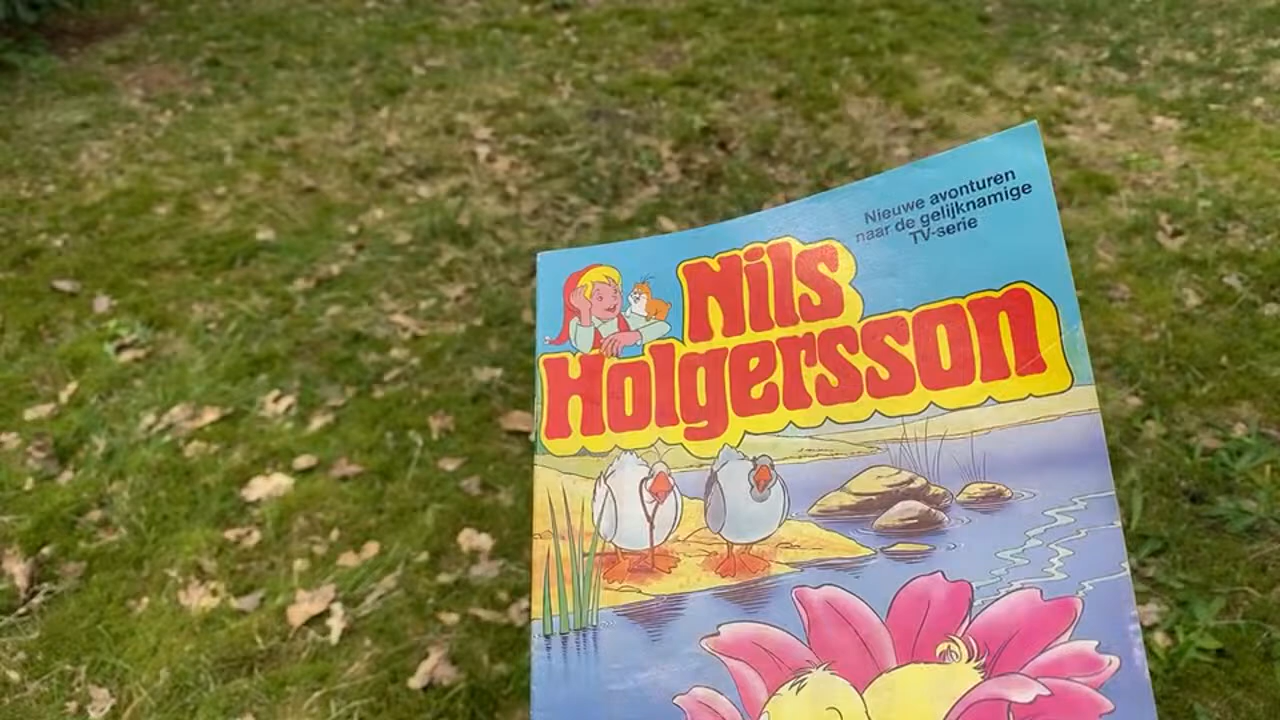 Nieuwe avonturen
naar de gelijknamige
TV-serie
Nils
Holgersson